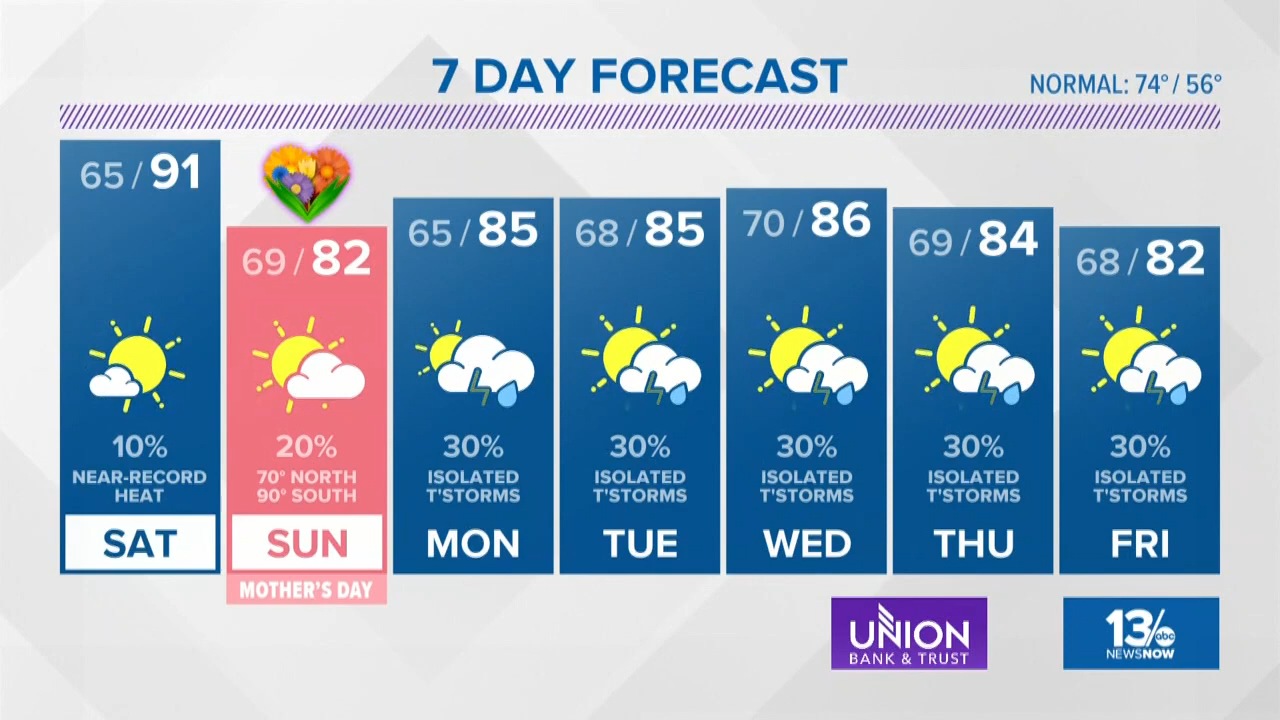 7 DAY FORECAST
NORMAL: 74° / 56°
65 / 91
10%
NEAR-RECORD
HEAT
SAT
69 / 82
20%
70° NORTH
90° SOUTH
SUN
MOTHER'S DAY
65 / 85
30%
ISOLATED
T'STORMS
MON
68 / 85
30%
ISOLATED
T'STORMS
TUE
70 / 86
30%
ISOLATED
T'STORMS
WED
69 / 84
30%
ISOLATED
T'STORMS
THU
68 / 82
30%
ISOLATED
T'STORMS
FRI
UNION
BANK & TRUST
13 abc
NEWSNOW